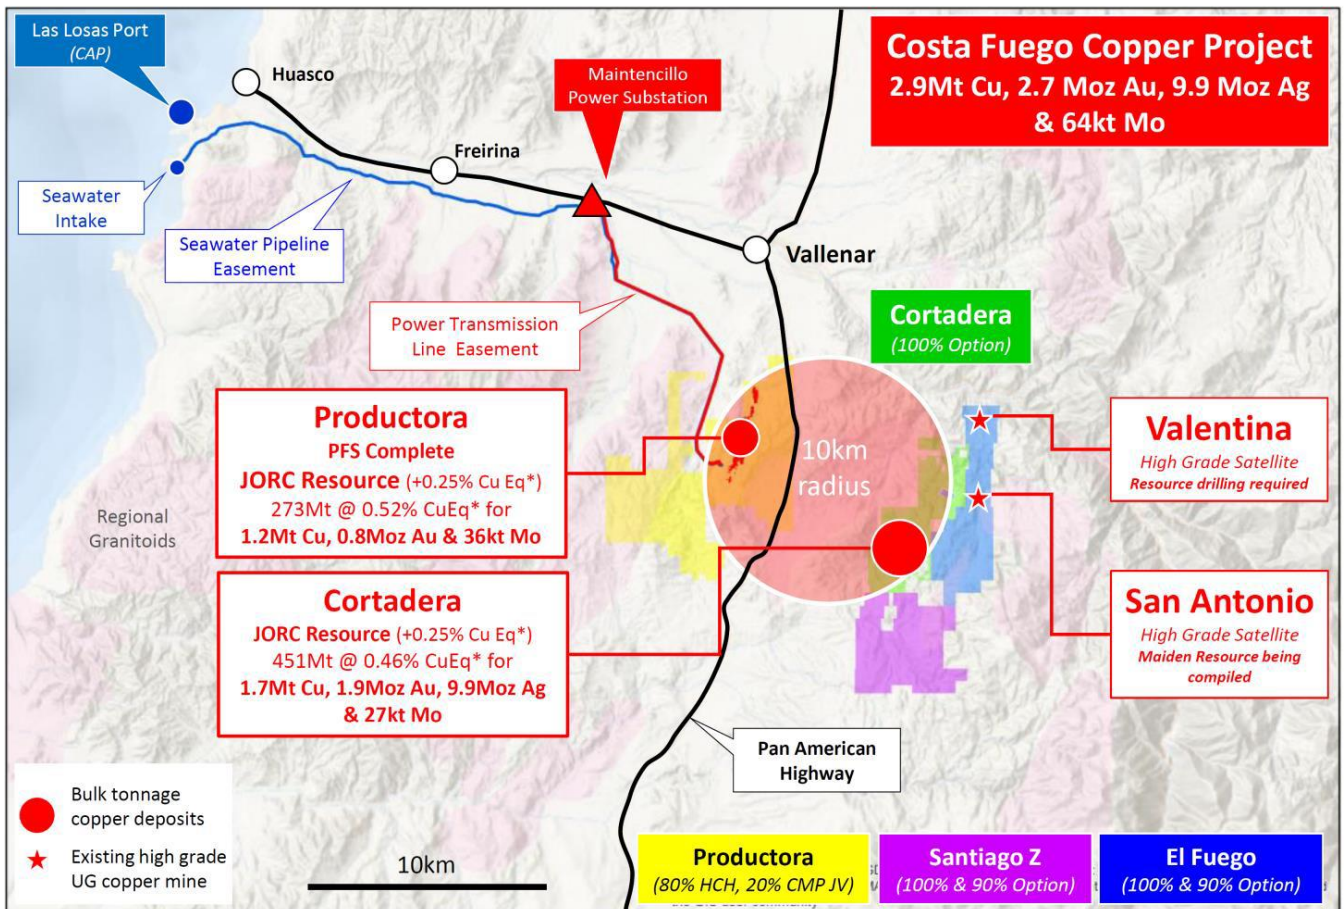 Las Losas Port
(CAP)
Huasco
Maintencillo
Power Substation
Costa Fuego Copper Project
2.9Mt Cu, 2.7 Moz Au, 9.9 Moz Ag
& 64kt Mo
Freirina
Seawater
Intake
Seawater Pipeline
Easement
Vallenar
Power Transmission
Line Easement
Cortadera
(100% Option)
Productora
PFS Complete
JORC Resource (+0.25% Cu Eq*)
273Mt @ 0.52% CuEq* for
1.2Mt Cu, 0.8Moz Au & 36kt Mo
10km
radius
Valentina
High Grade Satellite
Resource drilling required
Regional
Granitoids
Cortadera
JORC Resource (+0.25% Cu Eq*)
451Mt @ 0.46% CuEq* for
1.7Mt Cu, 1.9Moz Au, 9.9Moz Ag
& 27kt Mo
San Antonio
High Grade Satellite
Maiden Resource being
compiled
Pan American
Highway
Bulk tonnage
copper deposits
Existing high grade
UG copper mine
10km
Productora
(80% HCH, 20% CMP JV)
Santiago Z
(100% & 90% Option)
El Fuego
(100% & 90% Option)